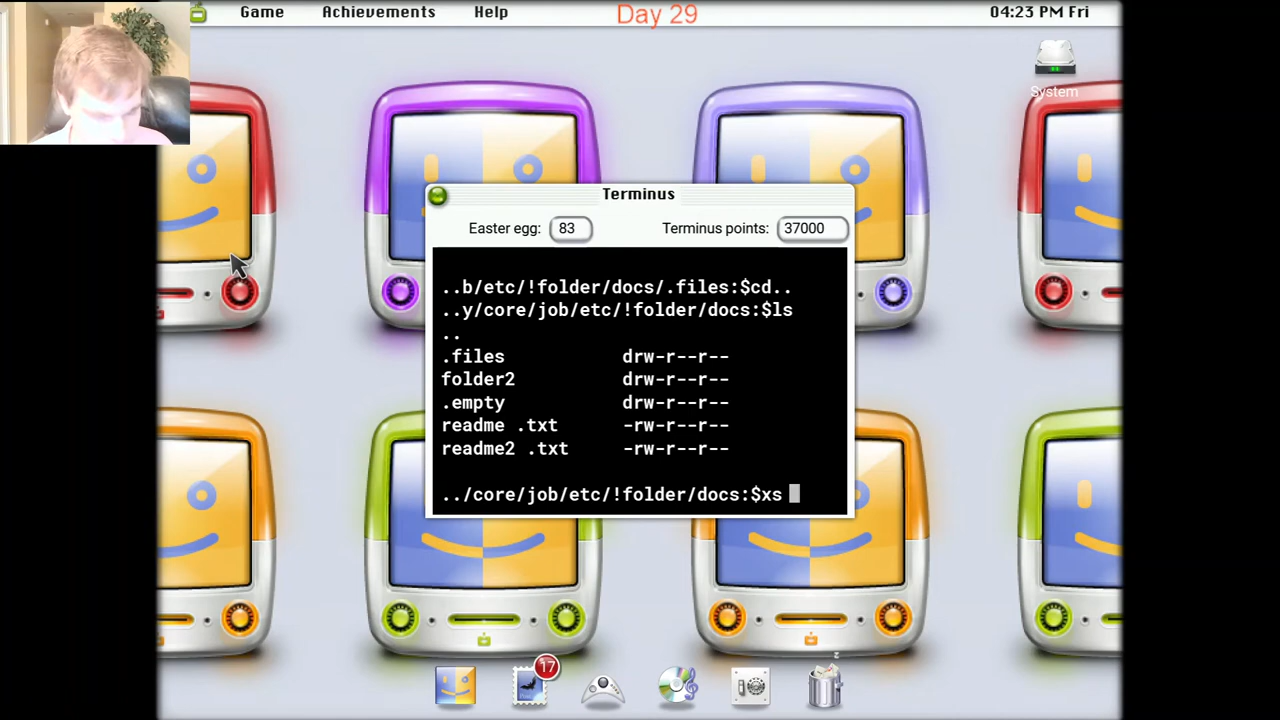 Game Achievements Help Day 29 04:23 PM Fri
System
Terminus
Easter egg: 83 Terminus points: 37000
..b/etc/!folder/docs/.files:$cd..
..y/core/job/etc/!folder/docs:$ls
..
.files drw-r--r--
folder2 drw-r--r--
.empty drw-r--r--
readme .txt -rw-r--r--
readme2 .txt -rw-r--r--
../core/job/etc/!folder/docs:$xs
17
z